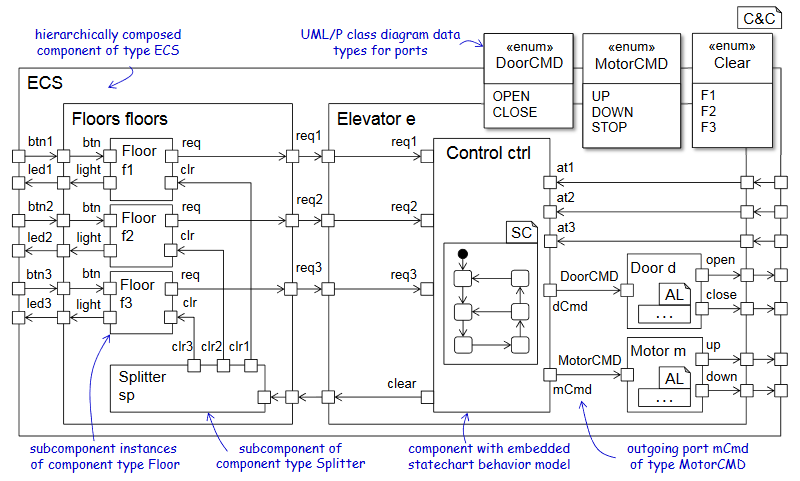 C&C
hierarchically composed
component of type ECS
UML/P class diagram data
types for ports
«enum»
DoorCMD
OPEN
CLOSE
«enum»
MotorCMD
UP
DOWN
STOP
«enum»
Clear
F1
F2
F3
ECS
Floors floors
Elevator e
btn1
btn
Floor
f1
req
req1
req1
Control ctrl
led1
light
clr
at1
btn2
btn
Floor
f2
req
req2
req2
at2
led2
light
clr
SC
at3
btn3
btn
Floor
f3
req
req3
req3
DoorCMD
dCmd
Door d
AL
...
open
close
led3
light
clr
clr3
clr2
clr1
MotorCMD
mCmd
Motor m
AL
...
up
down
Splitter
sp
clear
subcomponent instances
of component type Floor
subcomponent of
component type Splitter
component with embedded
statechart behavior model
outgoing port mCmd
of type MotorCMD